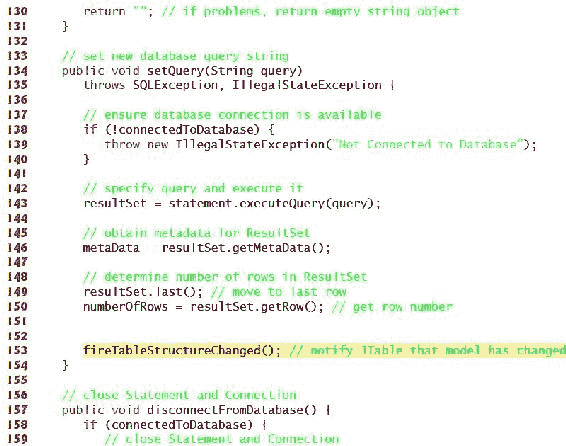 130 return ""; // if problems, return empty string object
131 }
132
133 // set new database query string
134 public void setQuery(String query)
135 throws SQLException, IllegalStateException {
136
137 // ensure database connection is available
138 if (!connectedToDatabase) {
139 throw new IllegalStateException("Not Connected to Database");
140 }
141
142 // specify query and execute it
143 resultSet = statement.executeQuery(query);
144
145 // obtain metadata for ResultSet
146 metaData = resultSet.getMetaData();
147
148 // determine number of rows in ResultSet
149 resultSet.last(); // move to last row
150 numberOfRows = resultSet.getRow(); // get row number
151
152
153 fireTableStructureChanged(); // notify JTable that model has changed
154 }
155
156 // close Statement and Connection
157 public void disconnectFromDatabase() {
158 if (connectedToDatabase) {
159 // close Statement and Connection